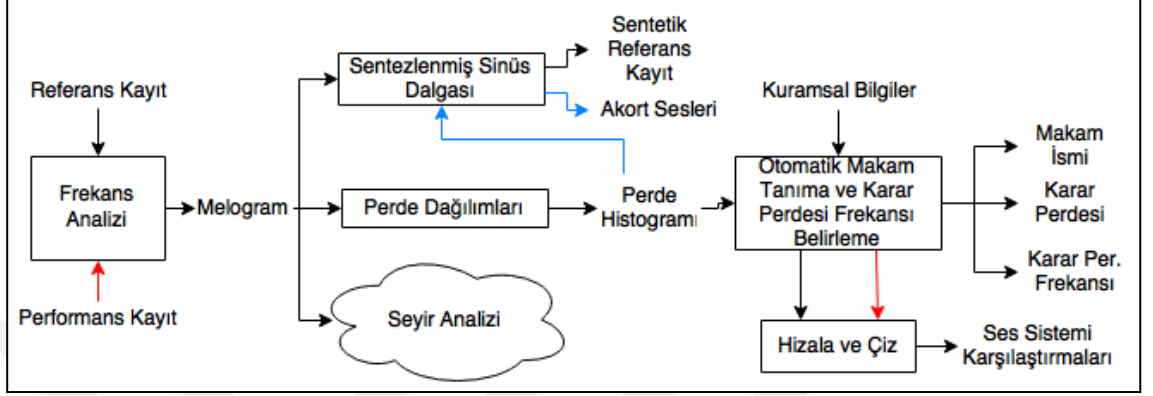 Referans Kayıt
Frekans
Analizi
Performans Kayıt
Melogram
Sentezlenmiş Sinüs
Dalgası
Sentetik
Referans
Kayıt
Akort Sesleri
Perde Dağılımları
Perde
Histogramı
Seyir Analizi
Kuramsal Bilgiler
Otomatik Makam
Tanıma ve Karar
Perdesi Frekansı
Belirleme
Makam
İsmi
Karar
Perdesi
Karar Per.
Frekansı
Hizala ve Çiz
Ses Sistemi
Karşılaştırmaları